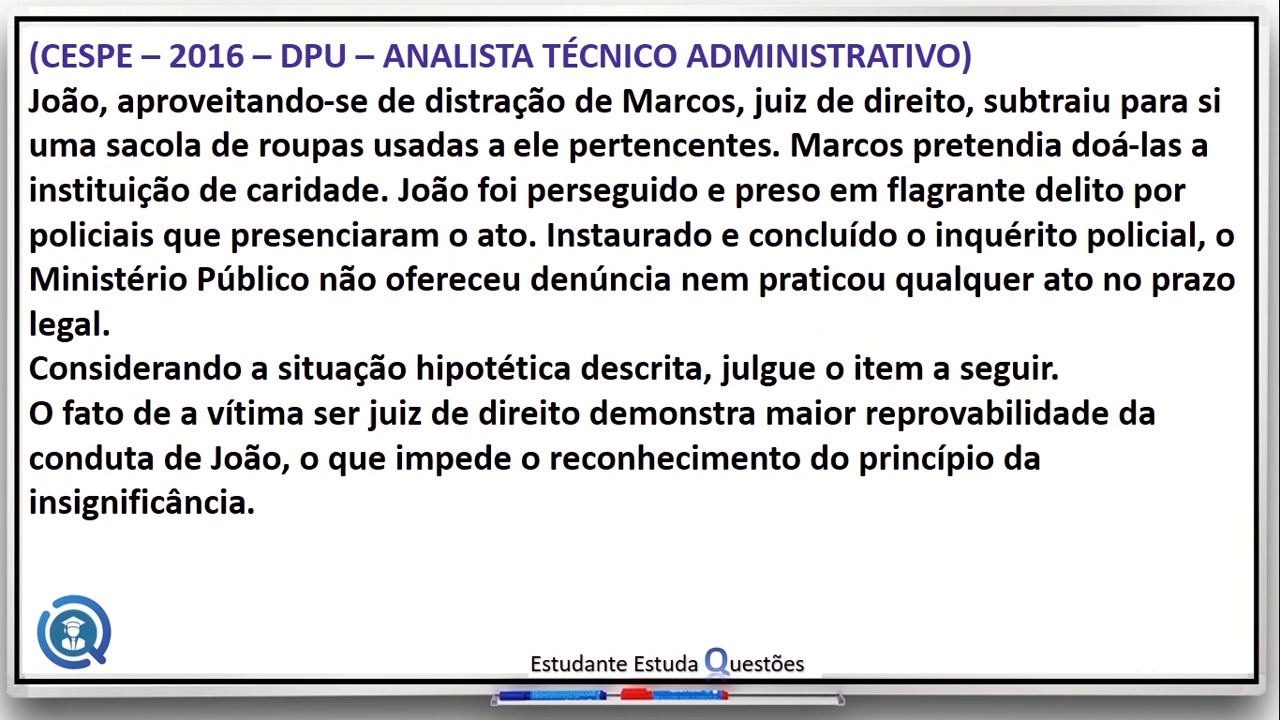 (CESPE – 2016 – DPU – ANALISTA TÉCNICO ADMINISTRATIVO)
João, aproveitando-se de distração de Marcos, juiz de direito, subtraiu para si
uma sacola de roupas usadas a ele pertencentes. Marcos pretendia doá-las a
instituição de caridade. João foi perseguido e preso em flagrante delito por
policiais que presenciaram o ato. Instaurado e concluído o inquérito policial, o
Ministério Público não ofereceu denúncia nem praticou qualquer ato no prazo
legal.
Considerando a situação hipotética descrita, julgue o item a seguir.
O fato de a vítima ser juiz de direito demonstra maior reprovabilidade da
conduta de João, o que impede o reconhecimento do princípio da
insignificância.
Estudante Estuda Questões